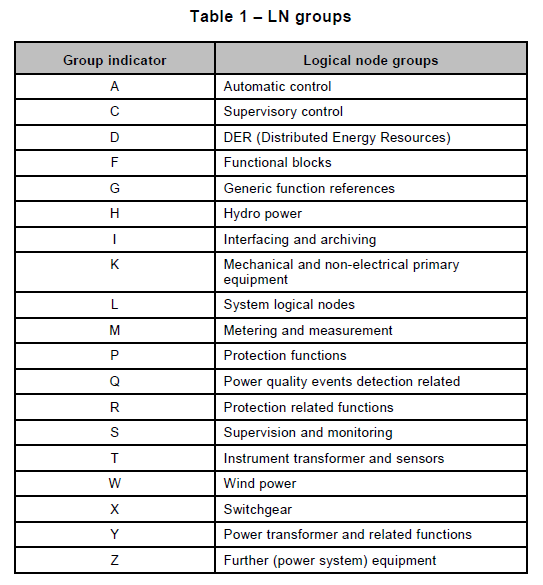 Table 1 – LN groups
Group indicator Logical node groups
A Automatic control
C Supervisory control
D DER (Distributed Energy Resources)
F Functional blocks
G Generic function references
H Hydro power
I Interfacing and archiving
K Mechanical and non-electrical primary
equipment
L System logical nodes
M Metering and measurement
P Protection functions
Q Power quality events detection related
R Protection related functions
S Supervision and monitoring
T Instrument transformer and sensors
W Wind power
X Switchgear
Y Power transformer and related functions
Z Further (power system) equipment